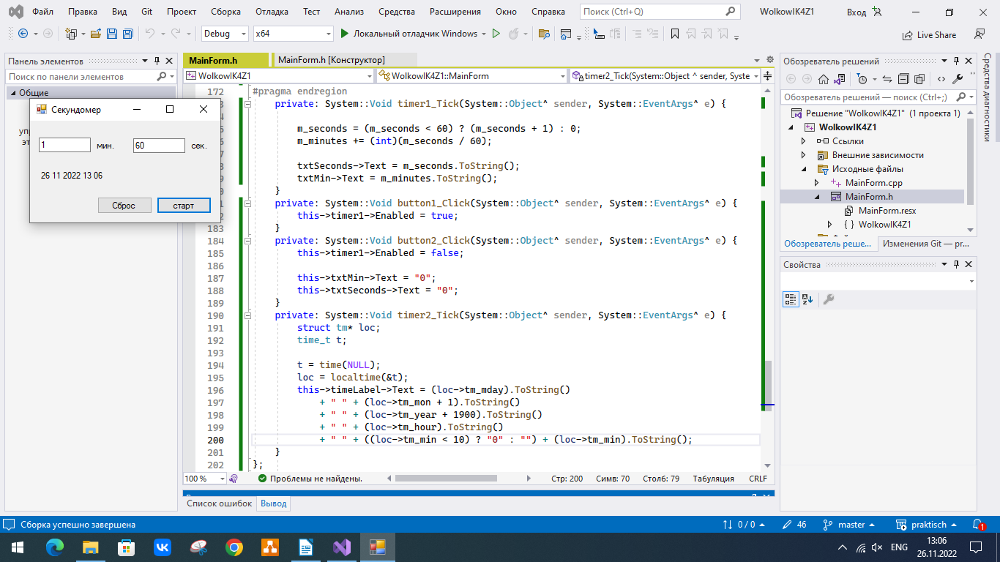 Файл Правка Вид Git Проект Сборка Отладка Тест Анализ Средства Расширения Окно Справка Поиск (Ctrl+Q) WolkowIK4Z1 Вход
Debug x64 Локальный отладчик Windows Live Share
Панель элементов
Поиск по панели элементов
Общие
Секундомер
1 мин. 60 сек.
26 11 2022 13 06
Сброс старт
MainForm.h MainForm.h [Конструктор]
WolkowIK4Z1 WolkowIK4Z1::MainForm timer2_Tick(System::Object ^ sender, Syste
172 #pragma endregion
private: System::Void timer1_Tick(System::Object^ sender, System::EventArgs^ e) {
m_seconds = (m_seconds < 60) ? (m_seconds + 1) : 0;
m_minutes += (int)(m_seconds / 60);
txtSeconds->Text = m_seconds.ToString();
txtMin->Text = m_minutes.ToString();
}
private: System::Void button1_Click(System::Object^ sender, System::EventArgs^ e) {
this->timer1->Enabled = true;
183 }
184 private: System::Void button2_Click(System::Object^ sender, System::EventArgs^ e) {
185 this->timer1->Enabled = false;
186
187 this->txtMin->Text = "0";
188 this->txtSeconds->Text = "0";
189 }
190 private: System::Void timer2_Tick(System::Object^ sender, System::EventArgs^ e) {
191 struct tm* loc;
192 time_t t;
193
194 t = time(NULL);
195 loc = localtime(&t);
196 this->timeLabel->Text = (loc->tm_mday).ToString()
197 + " " + (loc->tm_mon + 1).ToString()
198 + " " + (loc->tm_year + 1900).ToString()
199 + " " + (loc->tm_hour).ToString()
200 + " " + ((loc->tm_min < 10) ? "0" : "") + (loc->tm_min).ToString();
201 }
202 };
100 % Проблемы не найдены. Стр: 200 Симв: 70 Столб: 79 Табуляция CRLF
Список ошибок Вывод
Обозреватель решений
Обозреватель решений — поиск (Ctrl+;)
Решение "WolkowIK4Z1" (1 проекта 1)
WolkowIK4Z1
Ссылки
Внешние зависимости
Исходные файлы
MainForm.cpp
MainForm.h
MainForm.resx
WolkowIK4Z1
Обозреватель реше... Изменения Git — pr...
Свойства
Средства диагностики
Сборка успешно завершена 0 / 0 46 master praktisch 1
ENG 13:06
26.11.2022